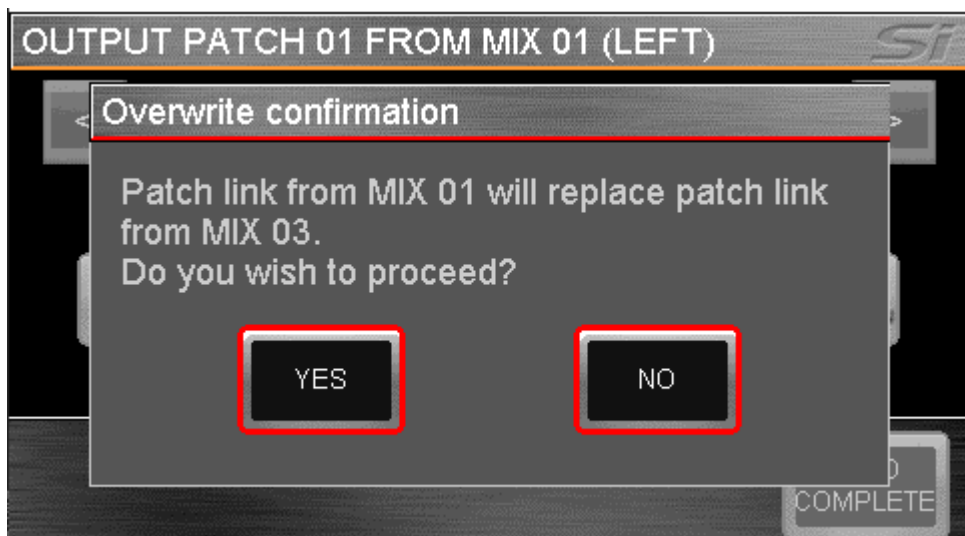 OUTPUT PATCH 01 FROM MIX 01 (LEFT)
Si
<
Overwrite confirmation
>
Patch link from MIX 01 will replace patch link
from MIX 03.
Do you wish to proceed?
YES
NO
COMPLETE